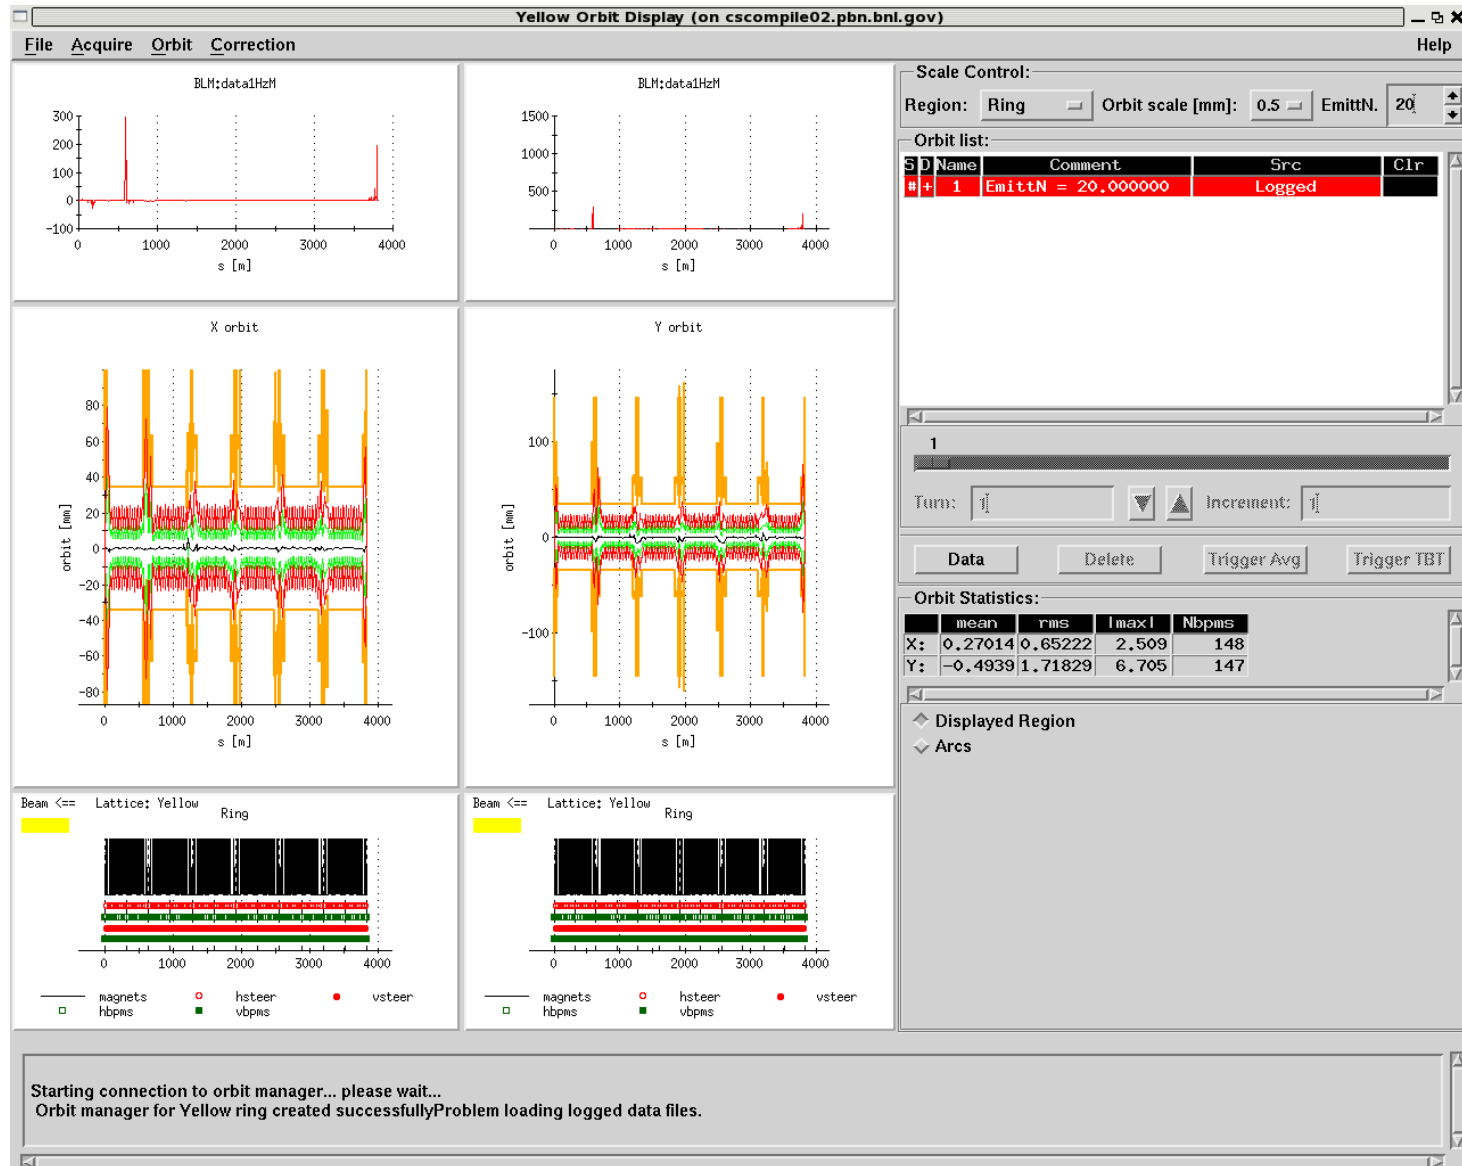 Yellow Orbit Display (on cscompile02.pbn.bnl.gov)
File Acquire Orbit Correction Help
BLM:data1HzM
300
200
100
0
-100
0 1000 2000 3000 4000
s [m]
BLM:data1HzM
1500
1000
500
0 1000 2000 3000 4000
s [m]
X orbit
80
60
40
20
0
-20
-40
-60
-80
orbit [mm]
0 1000 2000 3000 4000
s [m]
Y orbit
100
0
-100
orbit [mm]
0 1000 2000 3000 4000
s [m]
Beam <== Lattice: Yellow
Ring
0 1000 2000 3000 4000
magnets hsteer vsteer
hbpms vbpms
Beam <== Lattice: Yellow
Ring
0 1000 2000 3000 4000
magnets hsteer vsteer
hbpms vbpms
Scale Control:
Region: Ring Orbit scale [mm]: 0.5 EmittN. 20
Orbit list:
S D Name Comment Src Clr
# + 1 EmittN = 20.000000 Logged
1
Turn: 1 Increment: 1
Data Delete Trigger Avg Trigger TBT
Orbit Statistics:
mean rms |max| Nbpms
X: 0.27014 0.65222 2.509 148
Y: -0.4939 1.71829 6.705 147
Displayed Region
Arcs
Starting connection to orbit manager... please wait...
Orbit manager for Yellow ring created successfullyProblem loading logged data files.